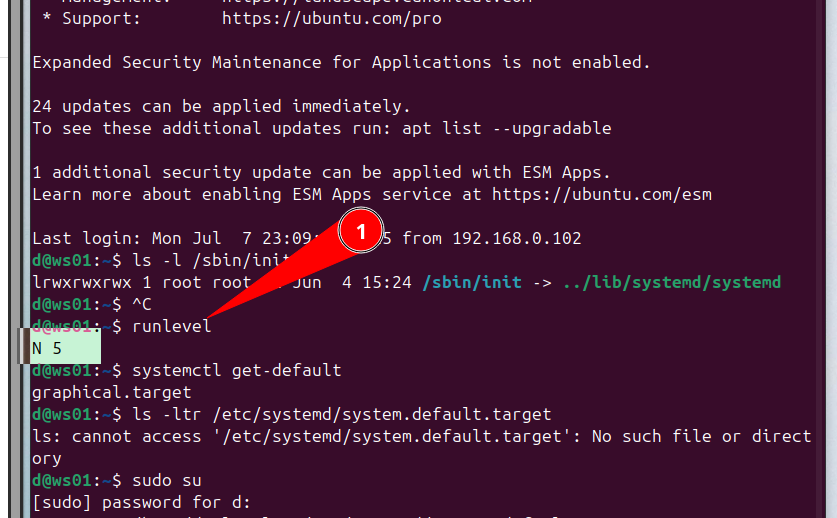 * Support:        https://ubuntu.com/pro
Expanded Security Maintenance for Applications is not enabled.
24 updates can be applied immediately.
To see these additional updates run: apt list --upgradable
1 additional security update can be applied with ESM Apps.
Learn more about enabling ESM Apps service at https://ubuntu.com/esm
1
Last login: Mon Jul  7 23:09: 5 from 192.168.0.102
d@ws01:~$ ls -l /sbin/init
lrwxrwxrwx 1 root root Jun  4 15:24 /sbin/init -> ../lib/systemd/systemd
d@ws01:~$ ^C
d@ws01:~$ runlevel
N 5
d@ws01:~$ systemctl get-default
graphical.target
d@ws01:~$ ls -ltr /etc/systemd/system.default.target
ls: cannot access '/etc/systemd/system.default.target': No such file or direct
ory
d@ws01:~$ sudo su
[sudo] password for d: